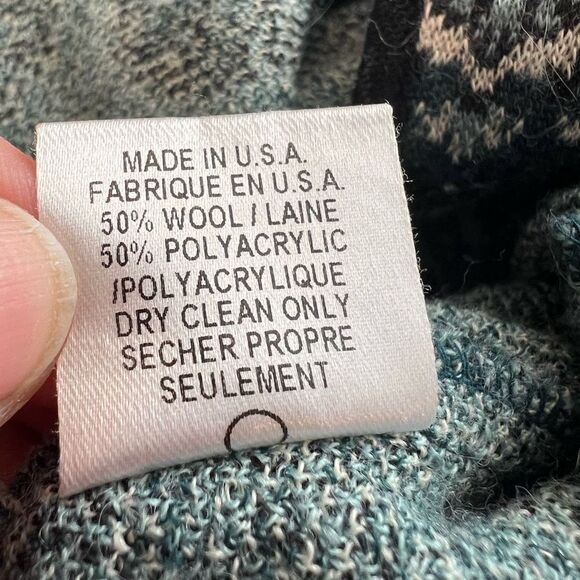 MADE IN U.S.A.
FABRIQUE EN U.S.A.
50% WOOL / LAINE
50% POLYACRYLIC
/POLYACRYLIQUE
DRY CLEAN ONLY
SECHER PROPRE
SEULEMENT